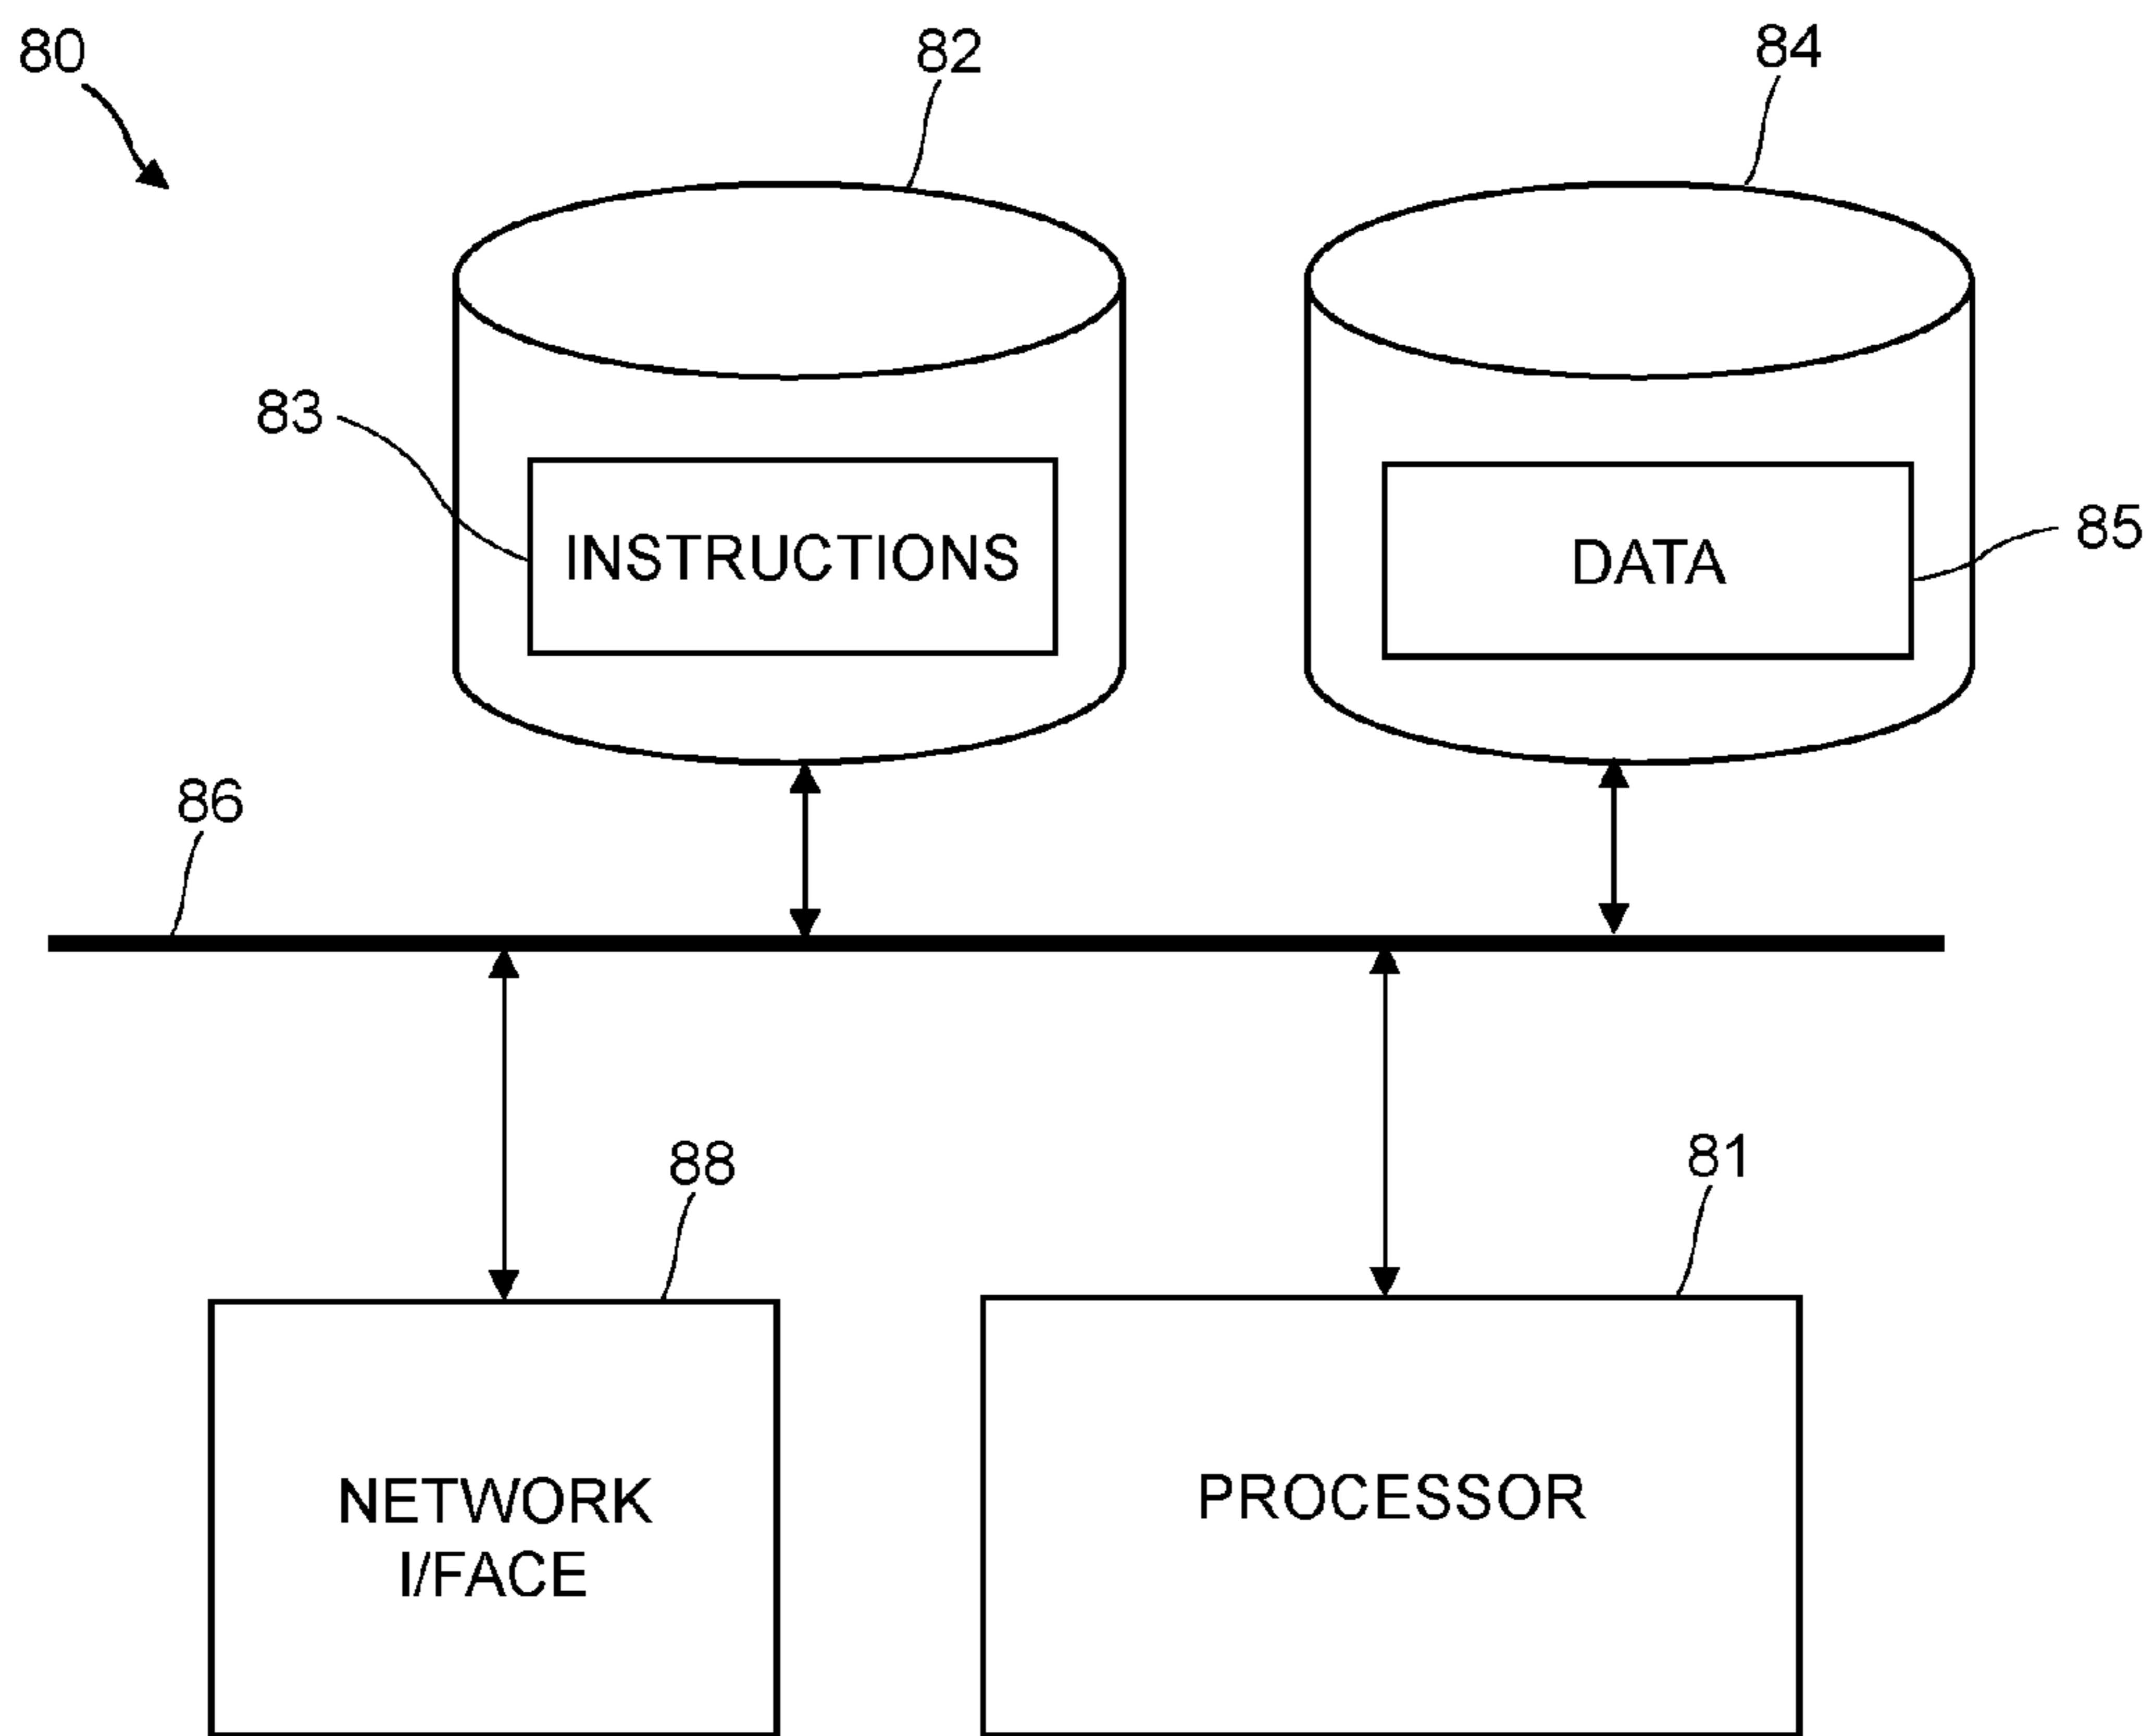 80
82
84
83
INSTRUCTIONS
DATA
85
86
88
81
NETWORK
I/FACE
PROCESSOR